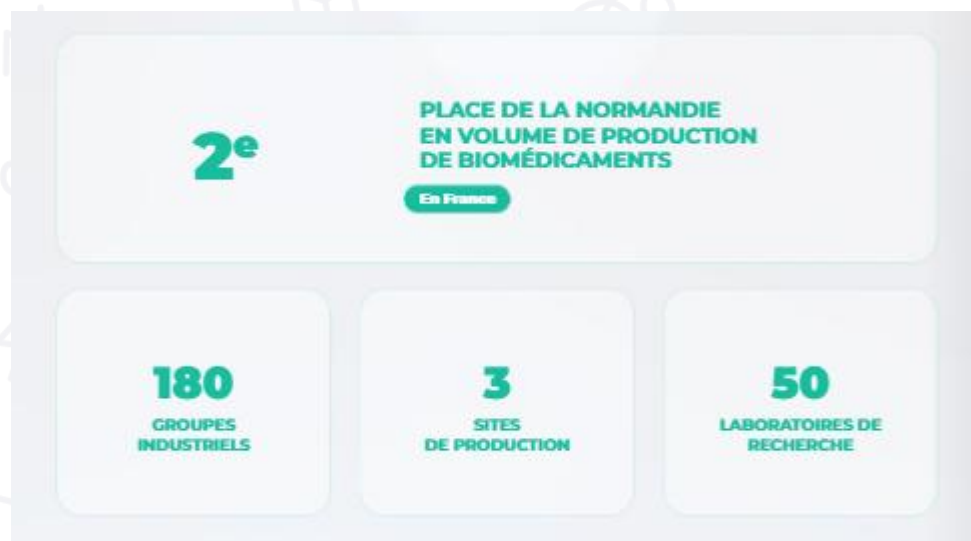 2e
PLACE DE LA NORMANDIE
EN VOLUME DE PRODUCTION
DE BIOMÉDICAMENTS
En France
180
GROUPES
INDUSTRIELS
3
SITES
DE PRODUCTION
50
LABORATOIRES DE
RECHERCHE